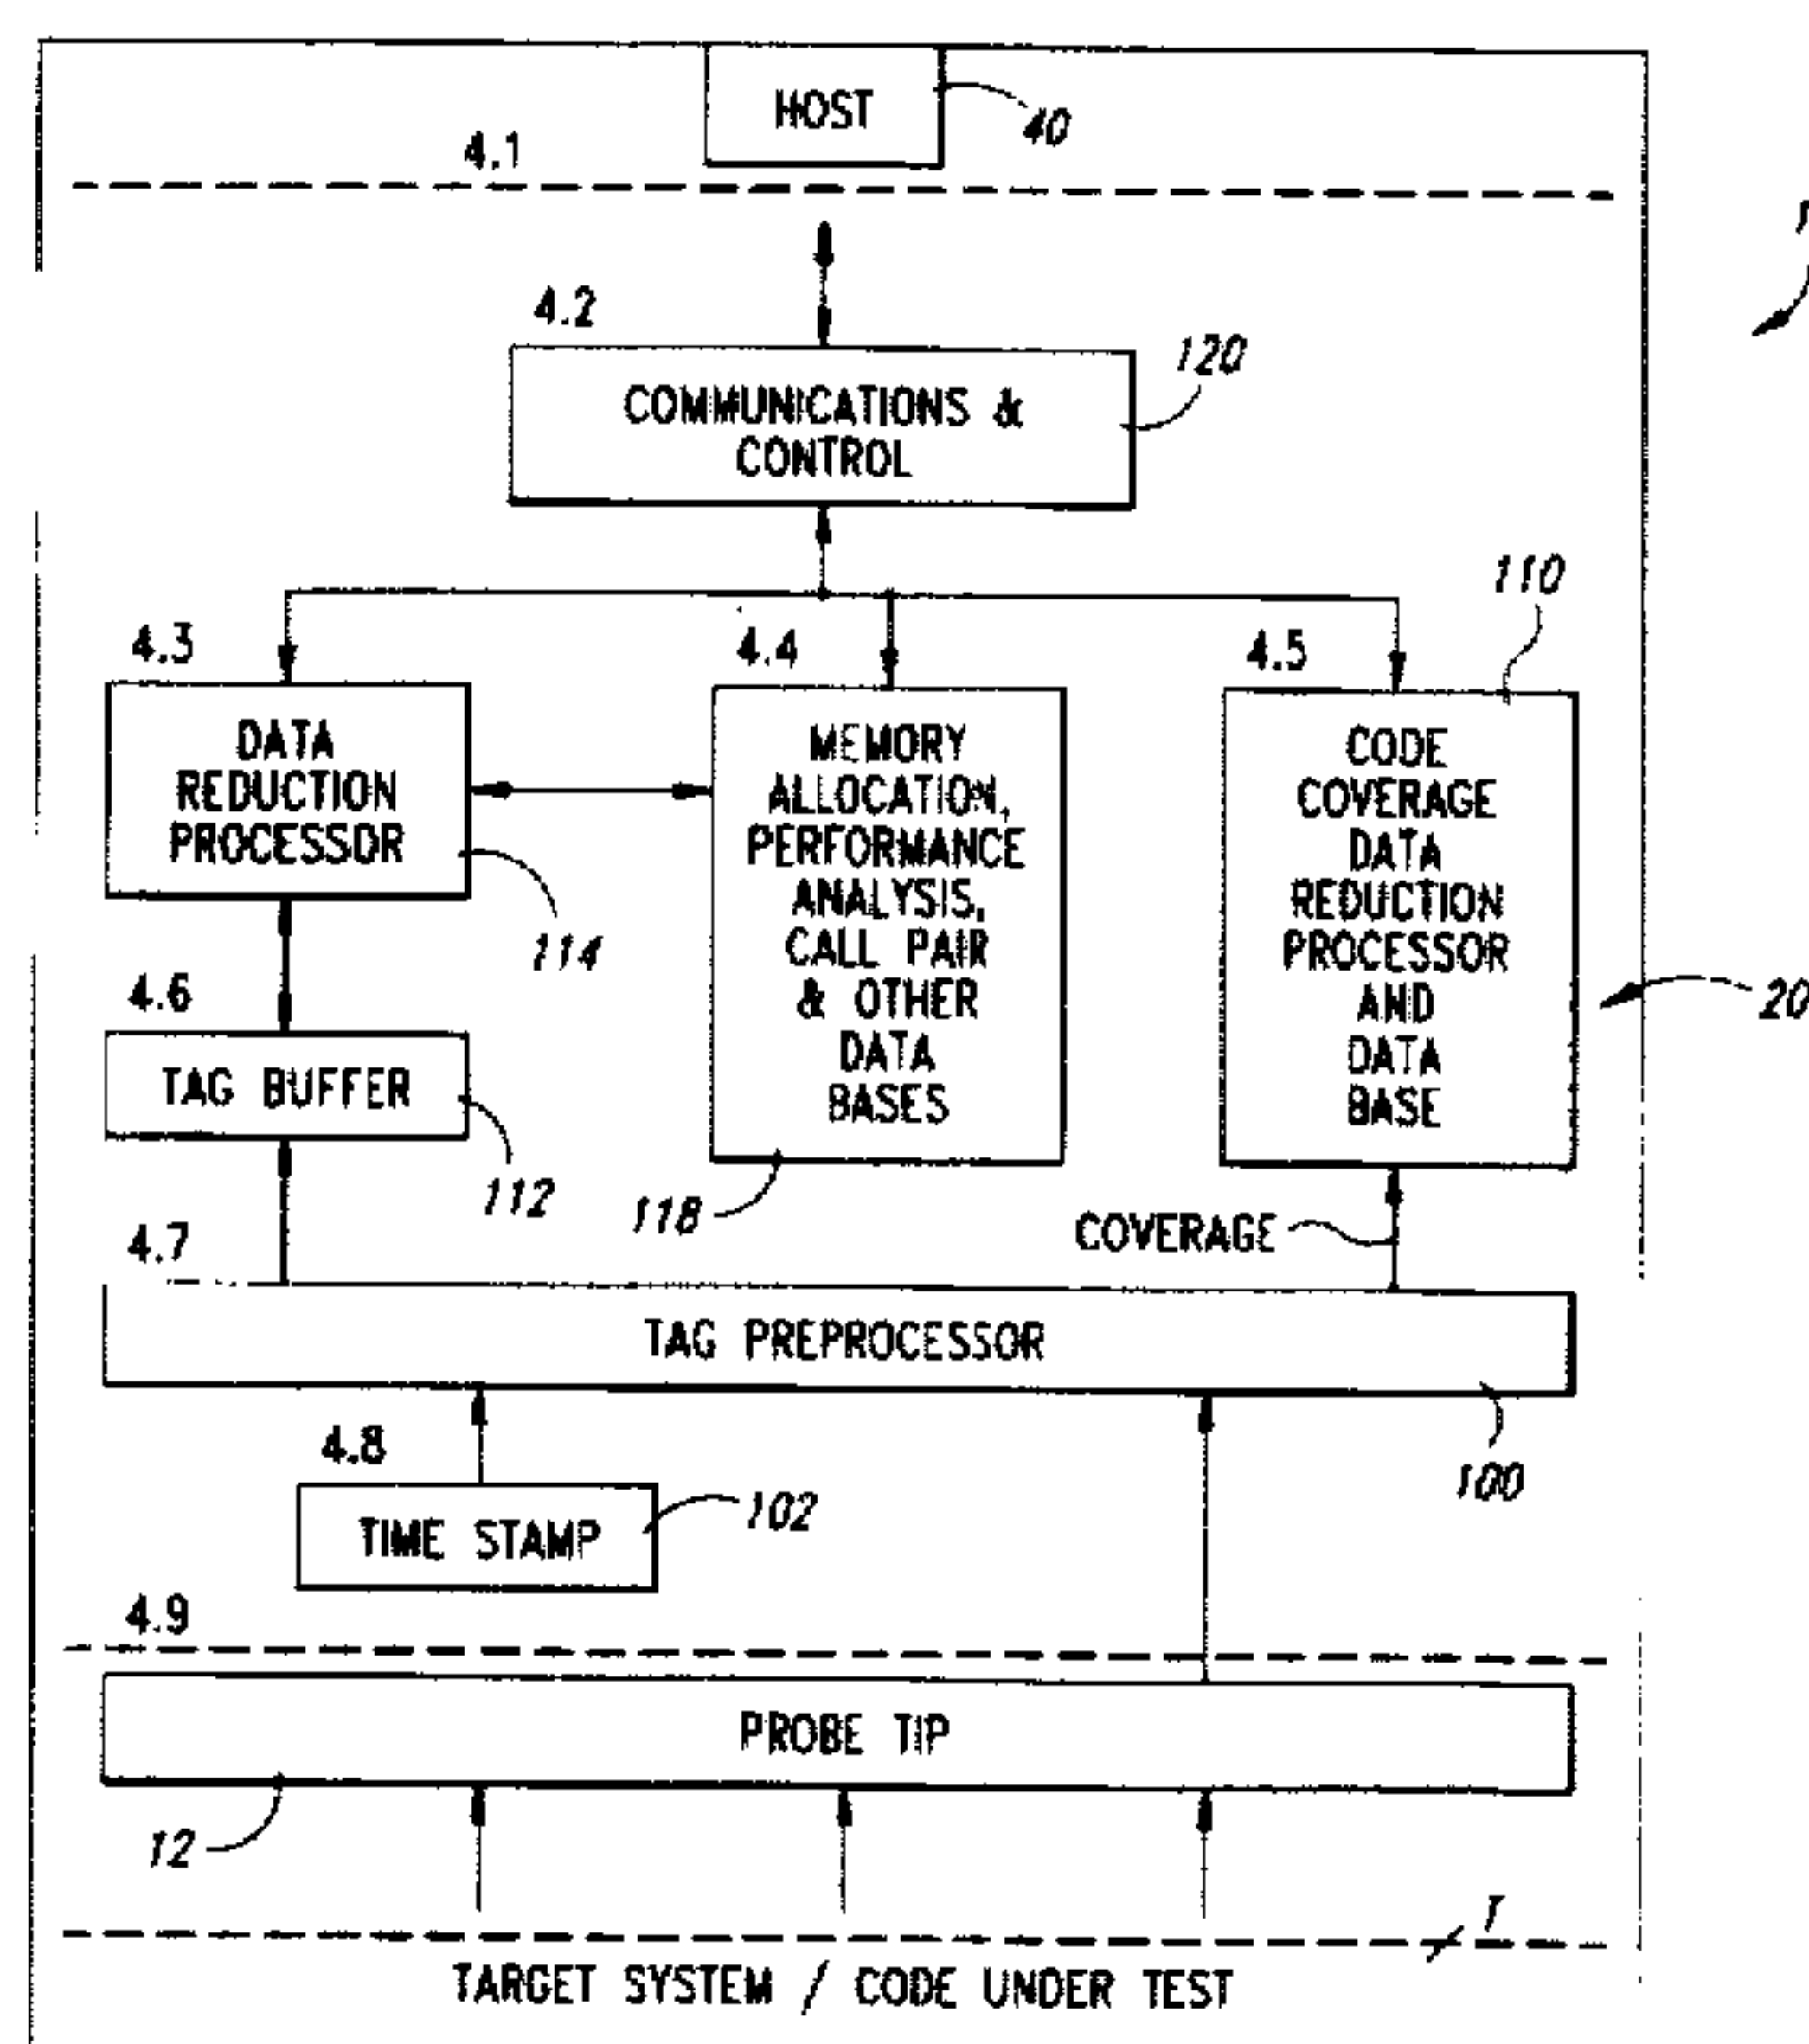 HOST
40
4.1
4.2
120
COMMUNICATIONS &
CONTROL
110
4.3
4.4
4.5
DATA
REDUCTION
PROCESSOR
114
MEMORY
ALLOCATION,
PERFORMANCE
ANALYSIS,
CALL PAIR
& OTHER
DATA
BASES
118
CODE
COVERAGE
DATA
REDUCTION
PROCESSOR
AND
DATA
BASE
20
4.6
TAG BUFFER
112
COVERAGE
4.7
TAG PREPROCESSOR
100
4.8
TIME STAMP
102
4.9
PROBE TIP
12
T
TARGET SYSTEM / CODE UNDER TEST